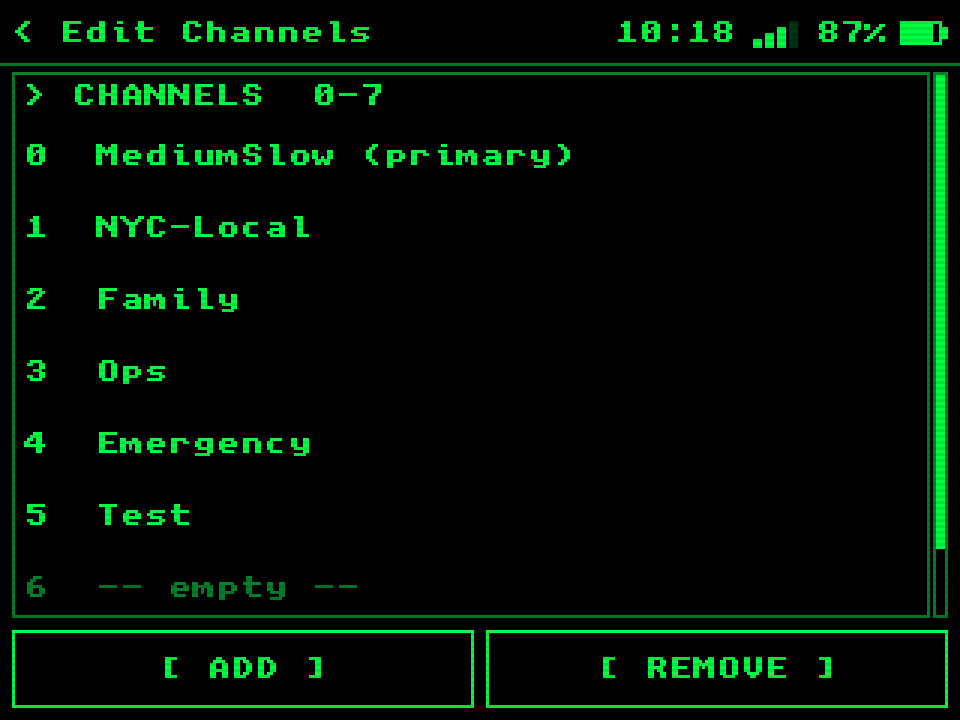 < Edit Channels 10:18 87%
> CHANNELS 0-7
0 MediumSlow (primary)
1 NYC-Local
2 Family
3 Ops
4 Emergency
5 Test
6 -- empty --
[ ADD ] [ REMOVE ]